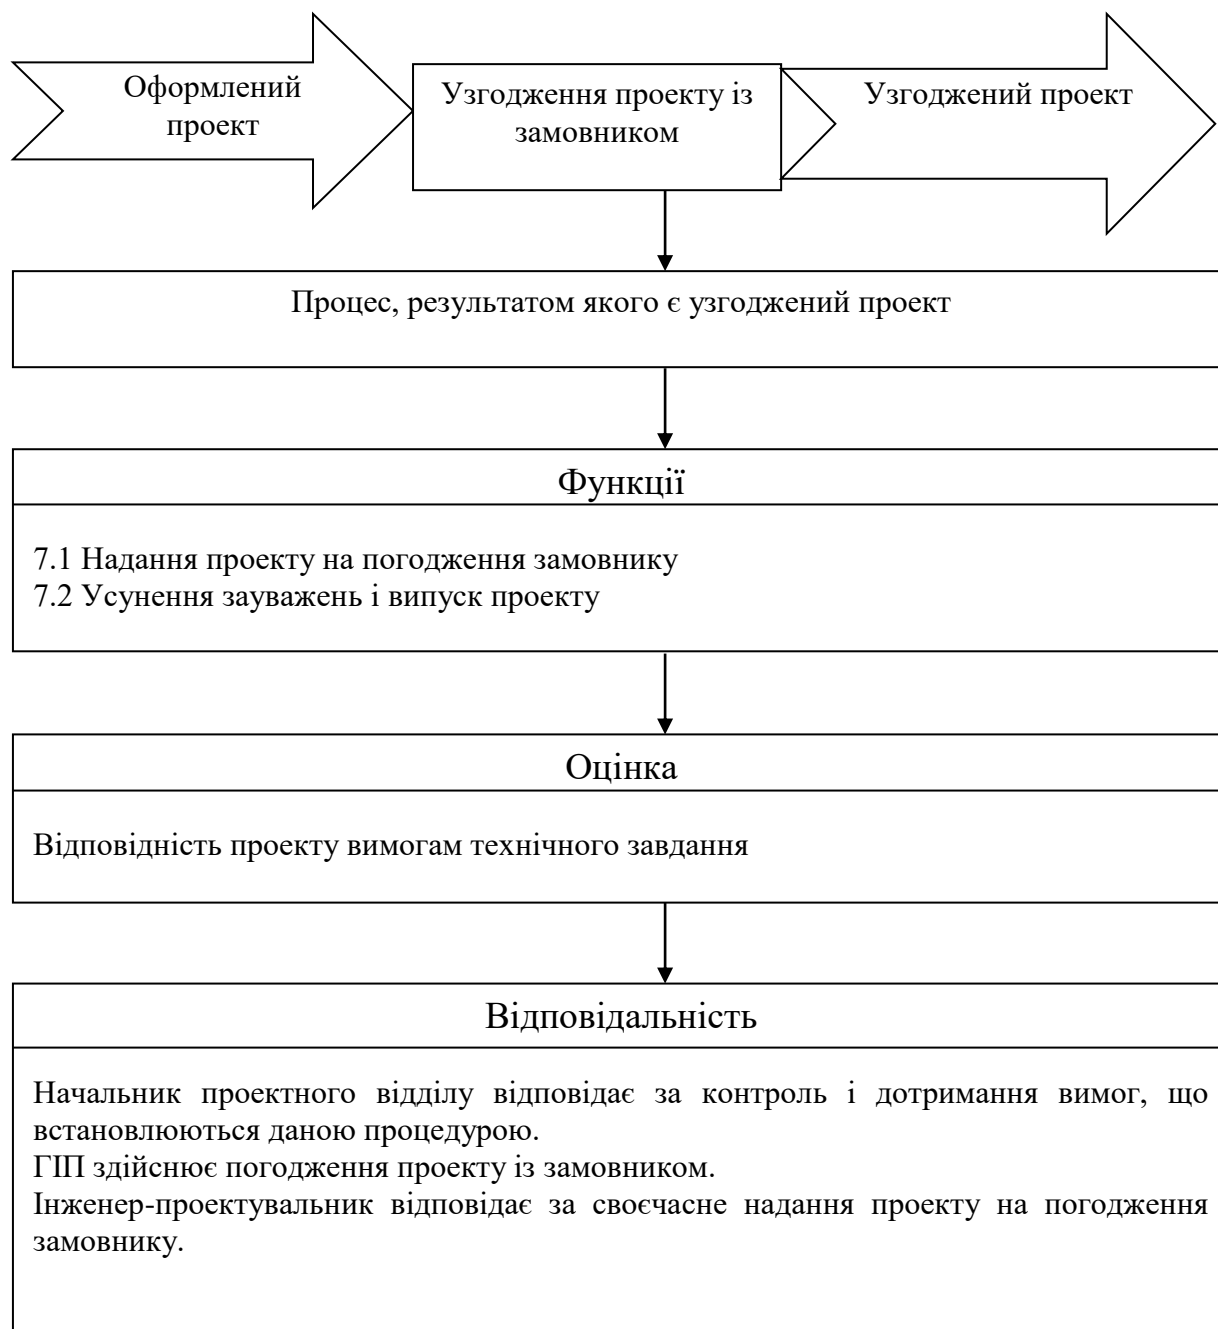 Оформлений
проект
Узгодження проекту із
замовником
Узгоджений проект
Процес, результатом якого є узгоджений проект
Функції
7.1 Надання проекту на погодження замовнику
7.2 Усунення зауважень і випуск проекту
Оцінка
Відповідність проекту вимогам технічного завдання
Відповідальність
Начальник проектного відділу відповідає за контроль і дотримання вимог, що
встановлюються даною процедурою.
ГІП здійснює погодження проекту із замовником.
Інженер-проектувальник відповідає за своєчасне надання проекту на погодження
замовнику.